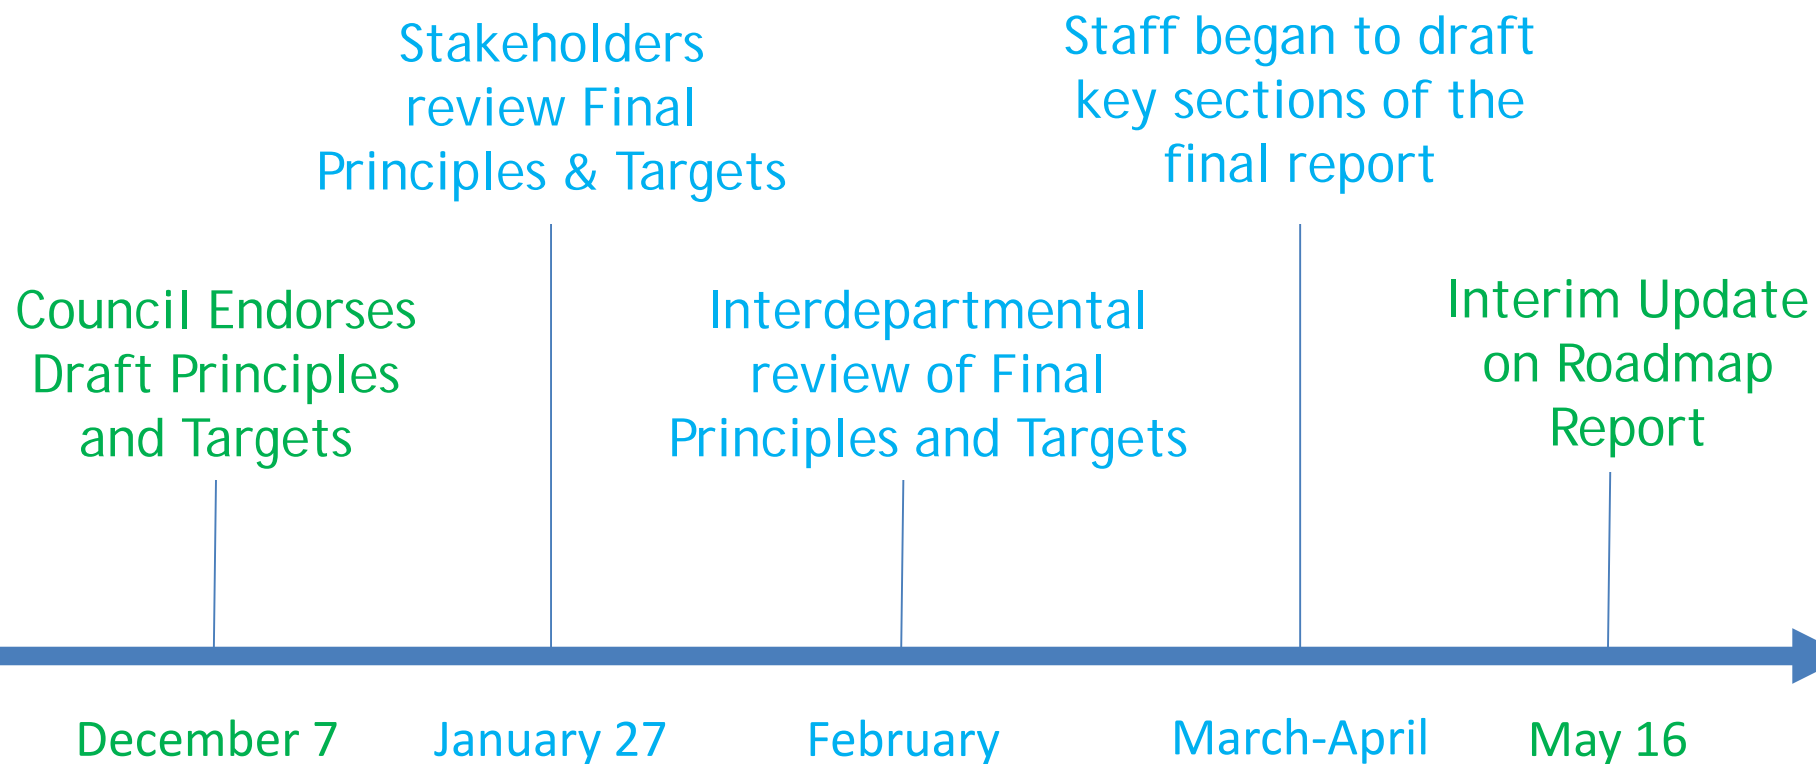 Stakeholders
review Final
Principles & Targets
Staff began to draft
key sections of the
final report
Council Endorses
Draft Principles
and Targets
Interdepartmental
review of Final
Principles and Targets
Interim Update
on Roadmap
Report
December 7
January 27
February
March-April
May 16